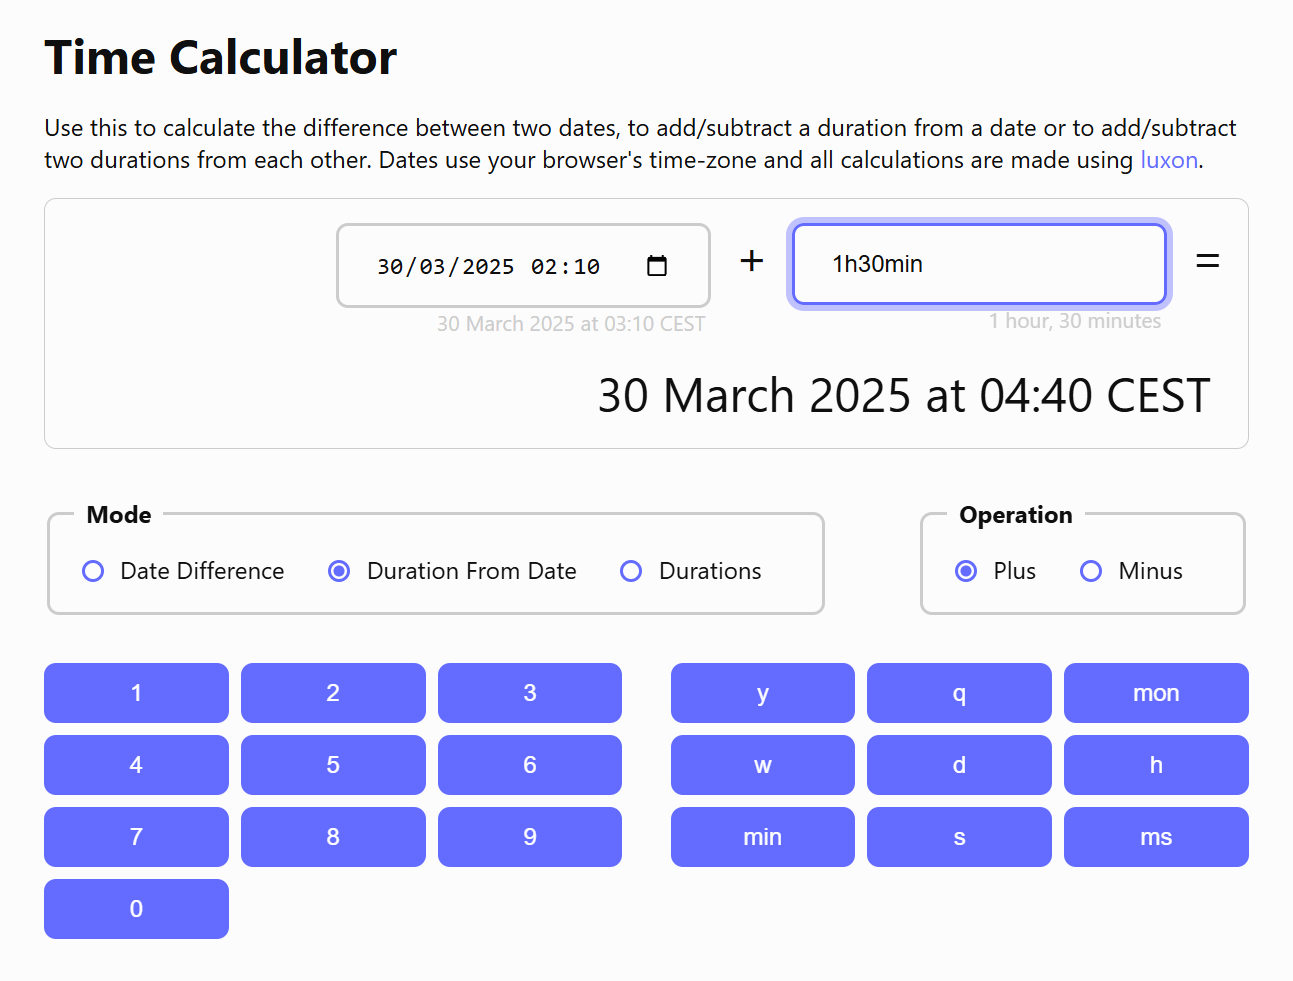 Time Calculator
Use this to calculate the difference between two dates, to add/subtract a duration from a date or to add/subtract
two durations from each other. Dates use your browser's time-zone and all calculations are made using luxon.
30/03/2025 02:10 + 1h30min =
30 March 2025 at 03:10 CEST 1 hour, 30 minutes
30 March 2025 at 04:40 CEST
Mode
Date Difference Duration From Date Durations
Operation
Plus Minus
1 2 3
4 5 6
7 8 9
0
y q mon
w d h
min s ms